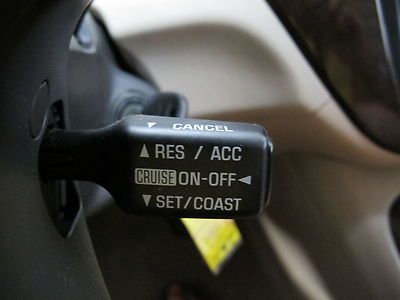 ▼ CANCEL
▲ RES / ACC
CRUISE ON-OFF ◄
▼ SET/COAST